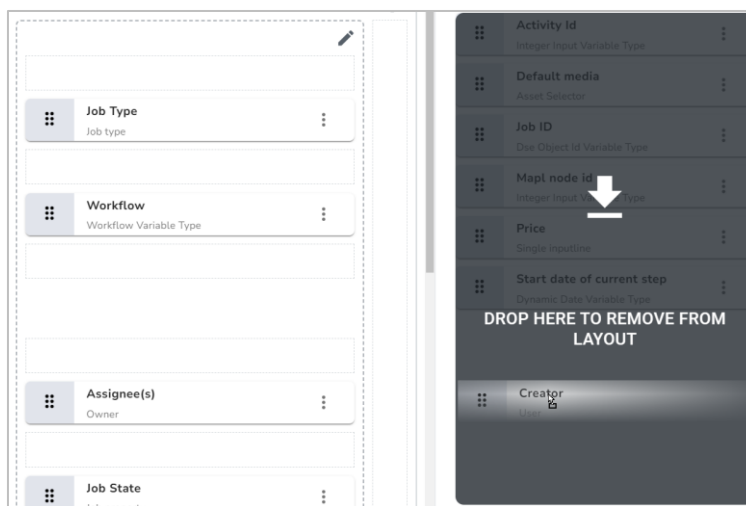 Job Type
Job type
Workflow
Workflow Variable Type
Assignee(s)
Owner
Job State
Activity Id
Integer Input Variable Type
Default media
Asset Selector
Job ID
Dse Object Id Variable Type
Mapl node id
Integer Input Variable Type
Price
Single inputline
Start date of current step
Dynamic Date Variable Type
DROP HERE TO REMOVE FROM
LAYOUT
Creator
User